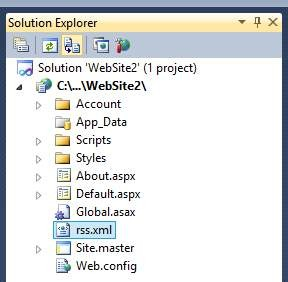 Solution Explorer
Solution 'WebSite2' (1 project)
C:\...\WebSite2\
Account
App_Data
Scripts
Styles
About.aspx
Default.aspx
Global.asax
rss.xml
Site.master
Web.config